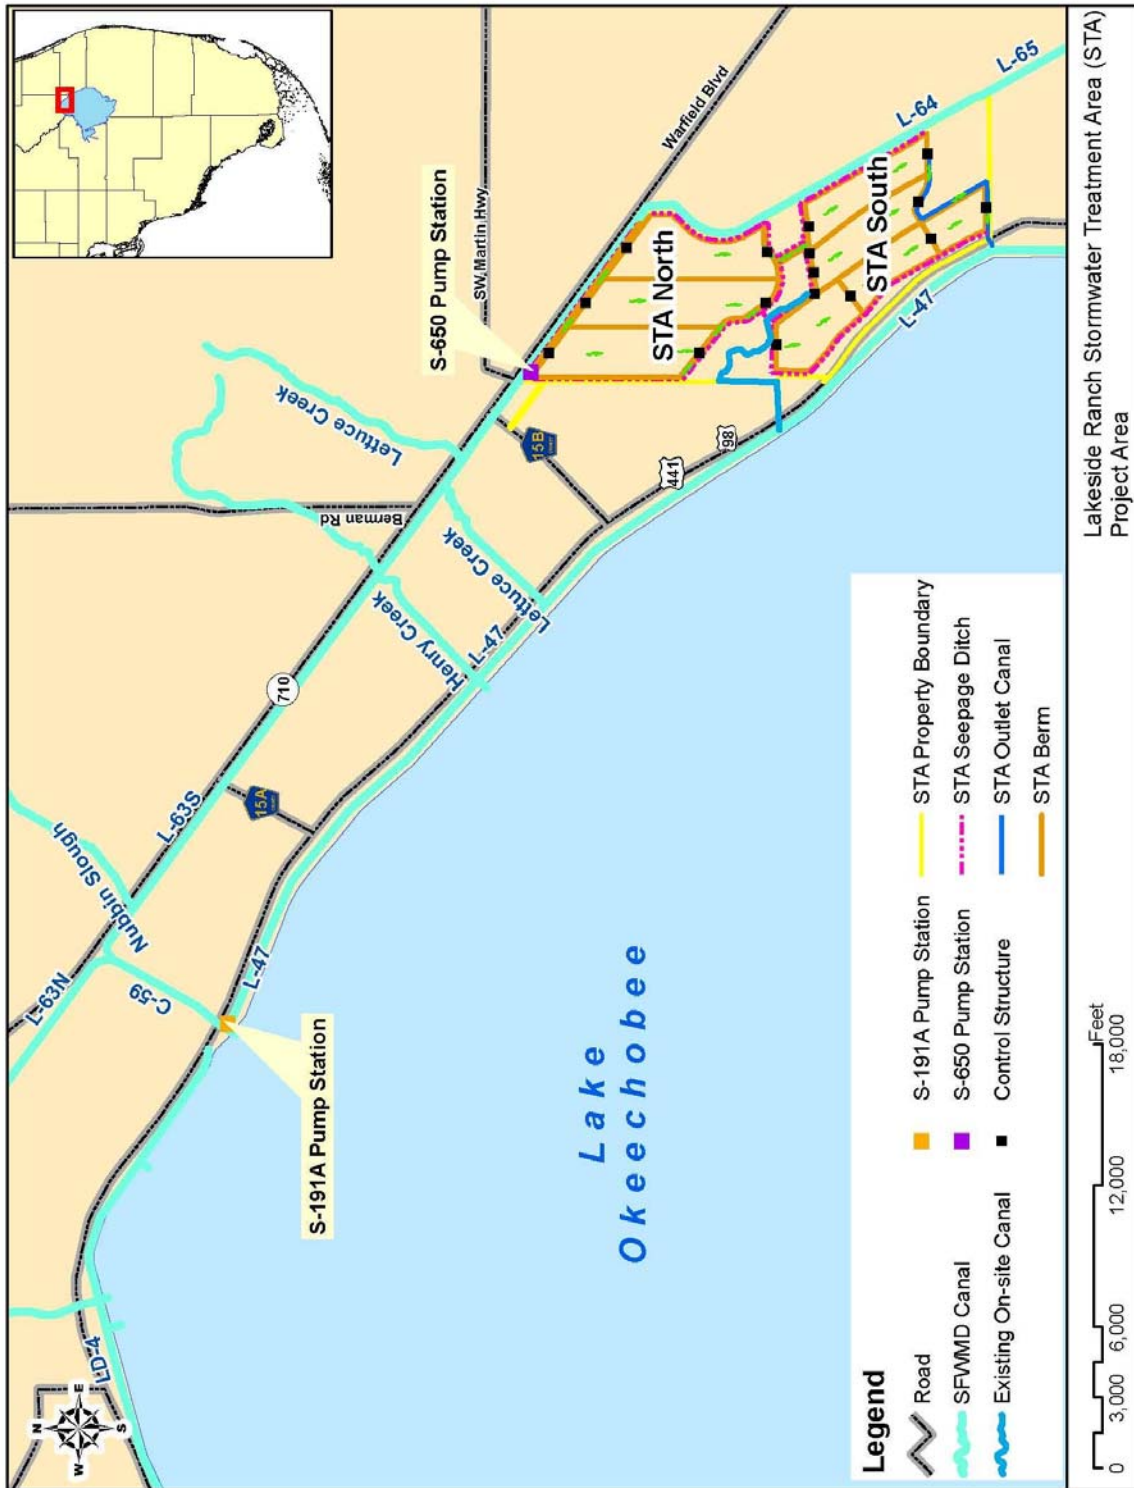 N
W
E
S
LD-4
L-63N
Nubbin Slough
C-59
L-63S
S-191A Pump Station
L-47
15A
710
Berman Rd
Lettuce Creek
Henry Creek
L-47
Lettuce Creek
SW Martin Hwy
S-650 Pump Station
15B
441
98
Warfield Blvd
STA North
STA South
L-64
L-65
L-47
Lake
Okeechobee
Legend
Road
SFWMD Canal
Existing On-site Canal
S-191A Pump Station
S-650 Pump Station
Control Structure
STA Property Boundary
STA Seepage Ditch
STA Outlet Canal
STA Berm
0 3,000 6,000 12,000 18,000
Feet
Lakeside Ranch Stormwater Treatment Area (STA)
Project Area